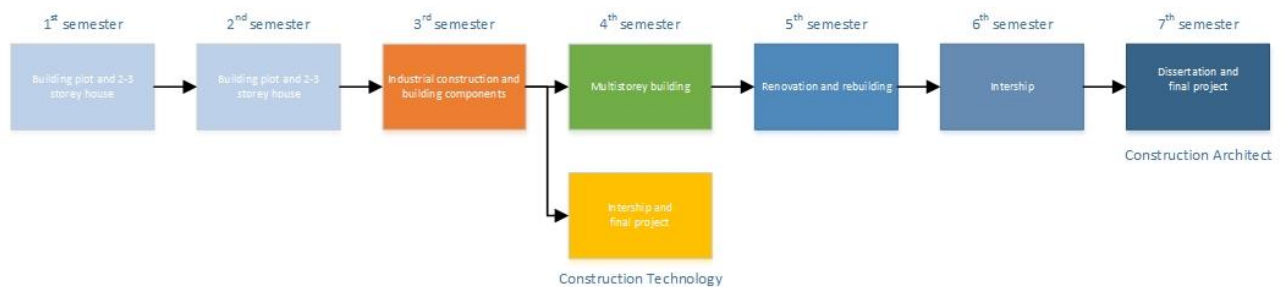 1st semester
2nd semester
3rd semester
4th semester
5th semester
6th semester
7th semester
Building plot and 2-3
storey house
Building plot and 2-3
storey house
Industrial construction and
building components
Multistorey building
Renovation and rebuilding
Intership
Dissertation and
final project
Construction Architect
Intership and
final project
Construction Technology